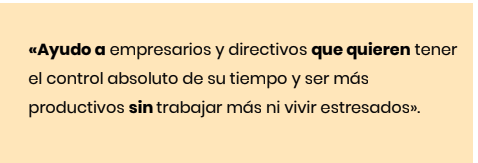 «Ayudo a empresarios y directivos que quieren tener
el control absoluto de su tiempo y ser más
productivos sin trabajar más ni vivir estresados».